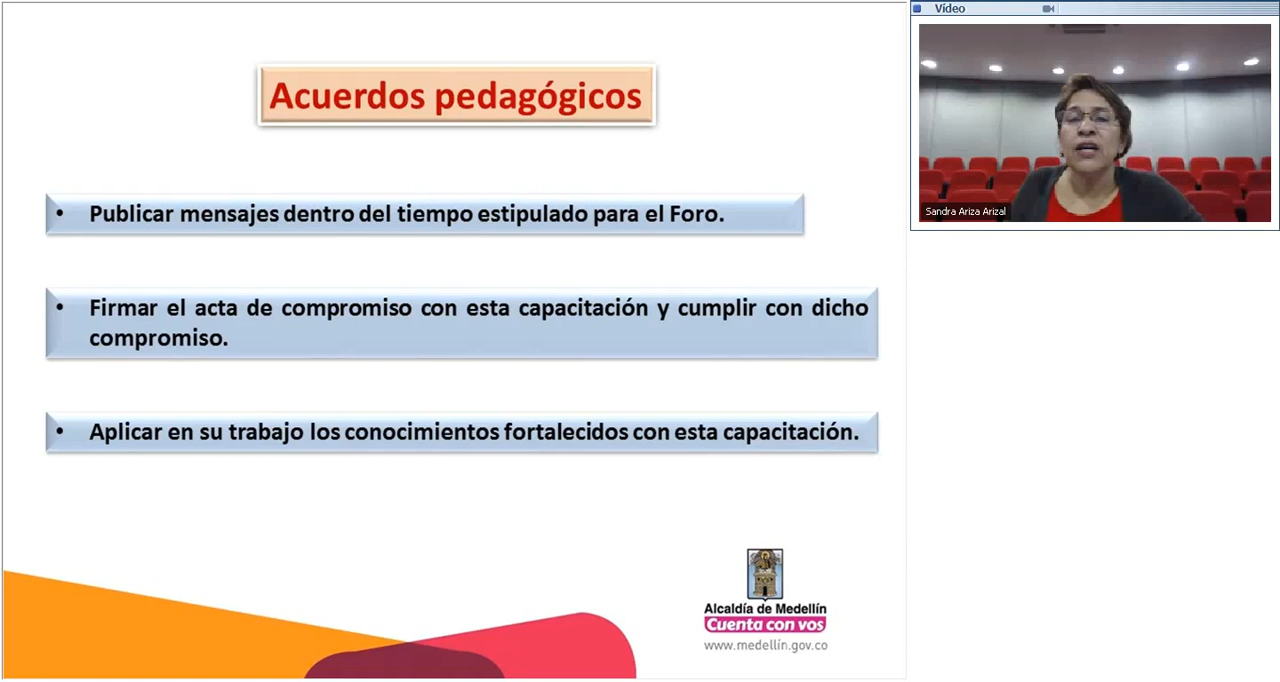 Acuerdos pedagógicos
• Publicar mensajes dentro del tiempo estipulado para el Foro.
• Firmar el acta de compromiso con esta capacitación y cumplir con dicho
compromiso.
• Aplicar en su trabajo los conocimientos fortalecidos con esta capacitación.
Alcaldía de Medellín
Cuenta con vos
www.medellín.gov.co
Vídeo
Sandra Ariza Arizal